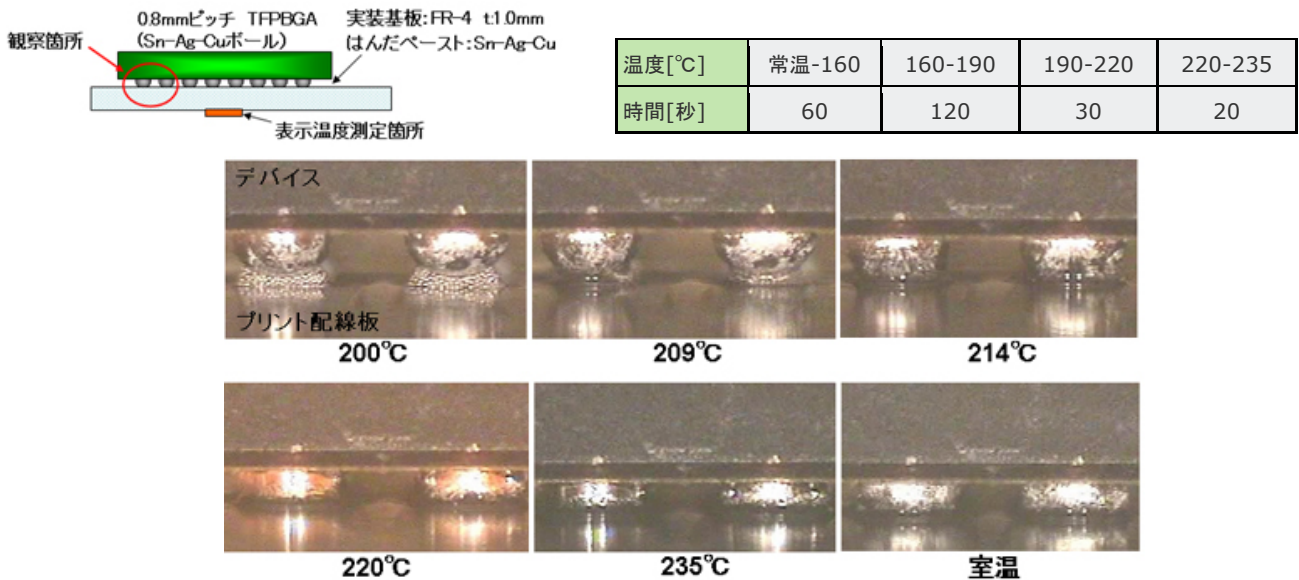 0.8mmピッチ TFPBGA
(Sn-Ag-Cuボール)
実装基板:FR-4 t:1.0mm
はんだペースト:Sn-Ag-Cu
観察箇所
表示温度測定箇所
温度[℃] 常温-160 160-190 190-220 220-235
時間[秒] 60 120 30 20
デバイス
プリント配線板
200℃
209℃
214℃
220℃
235℃
室温